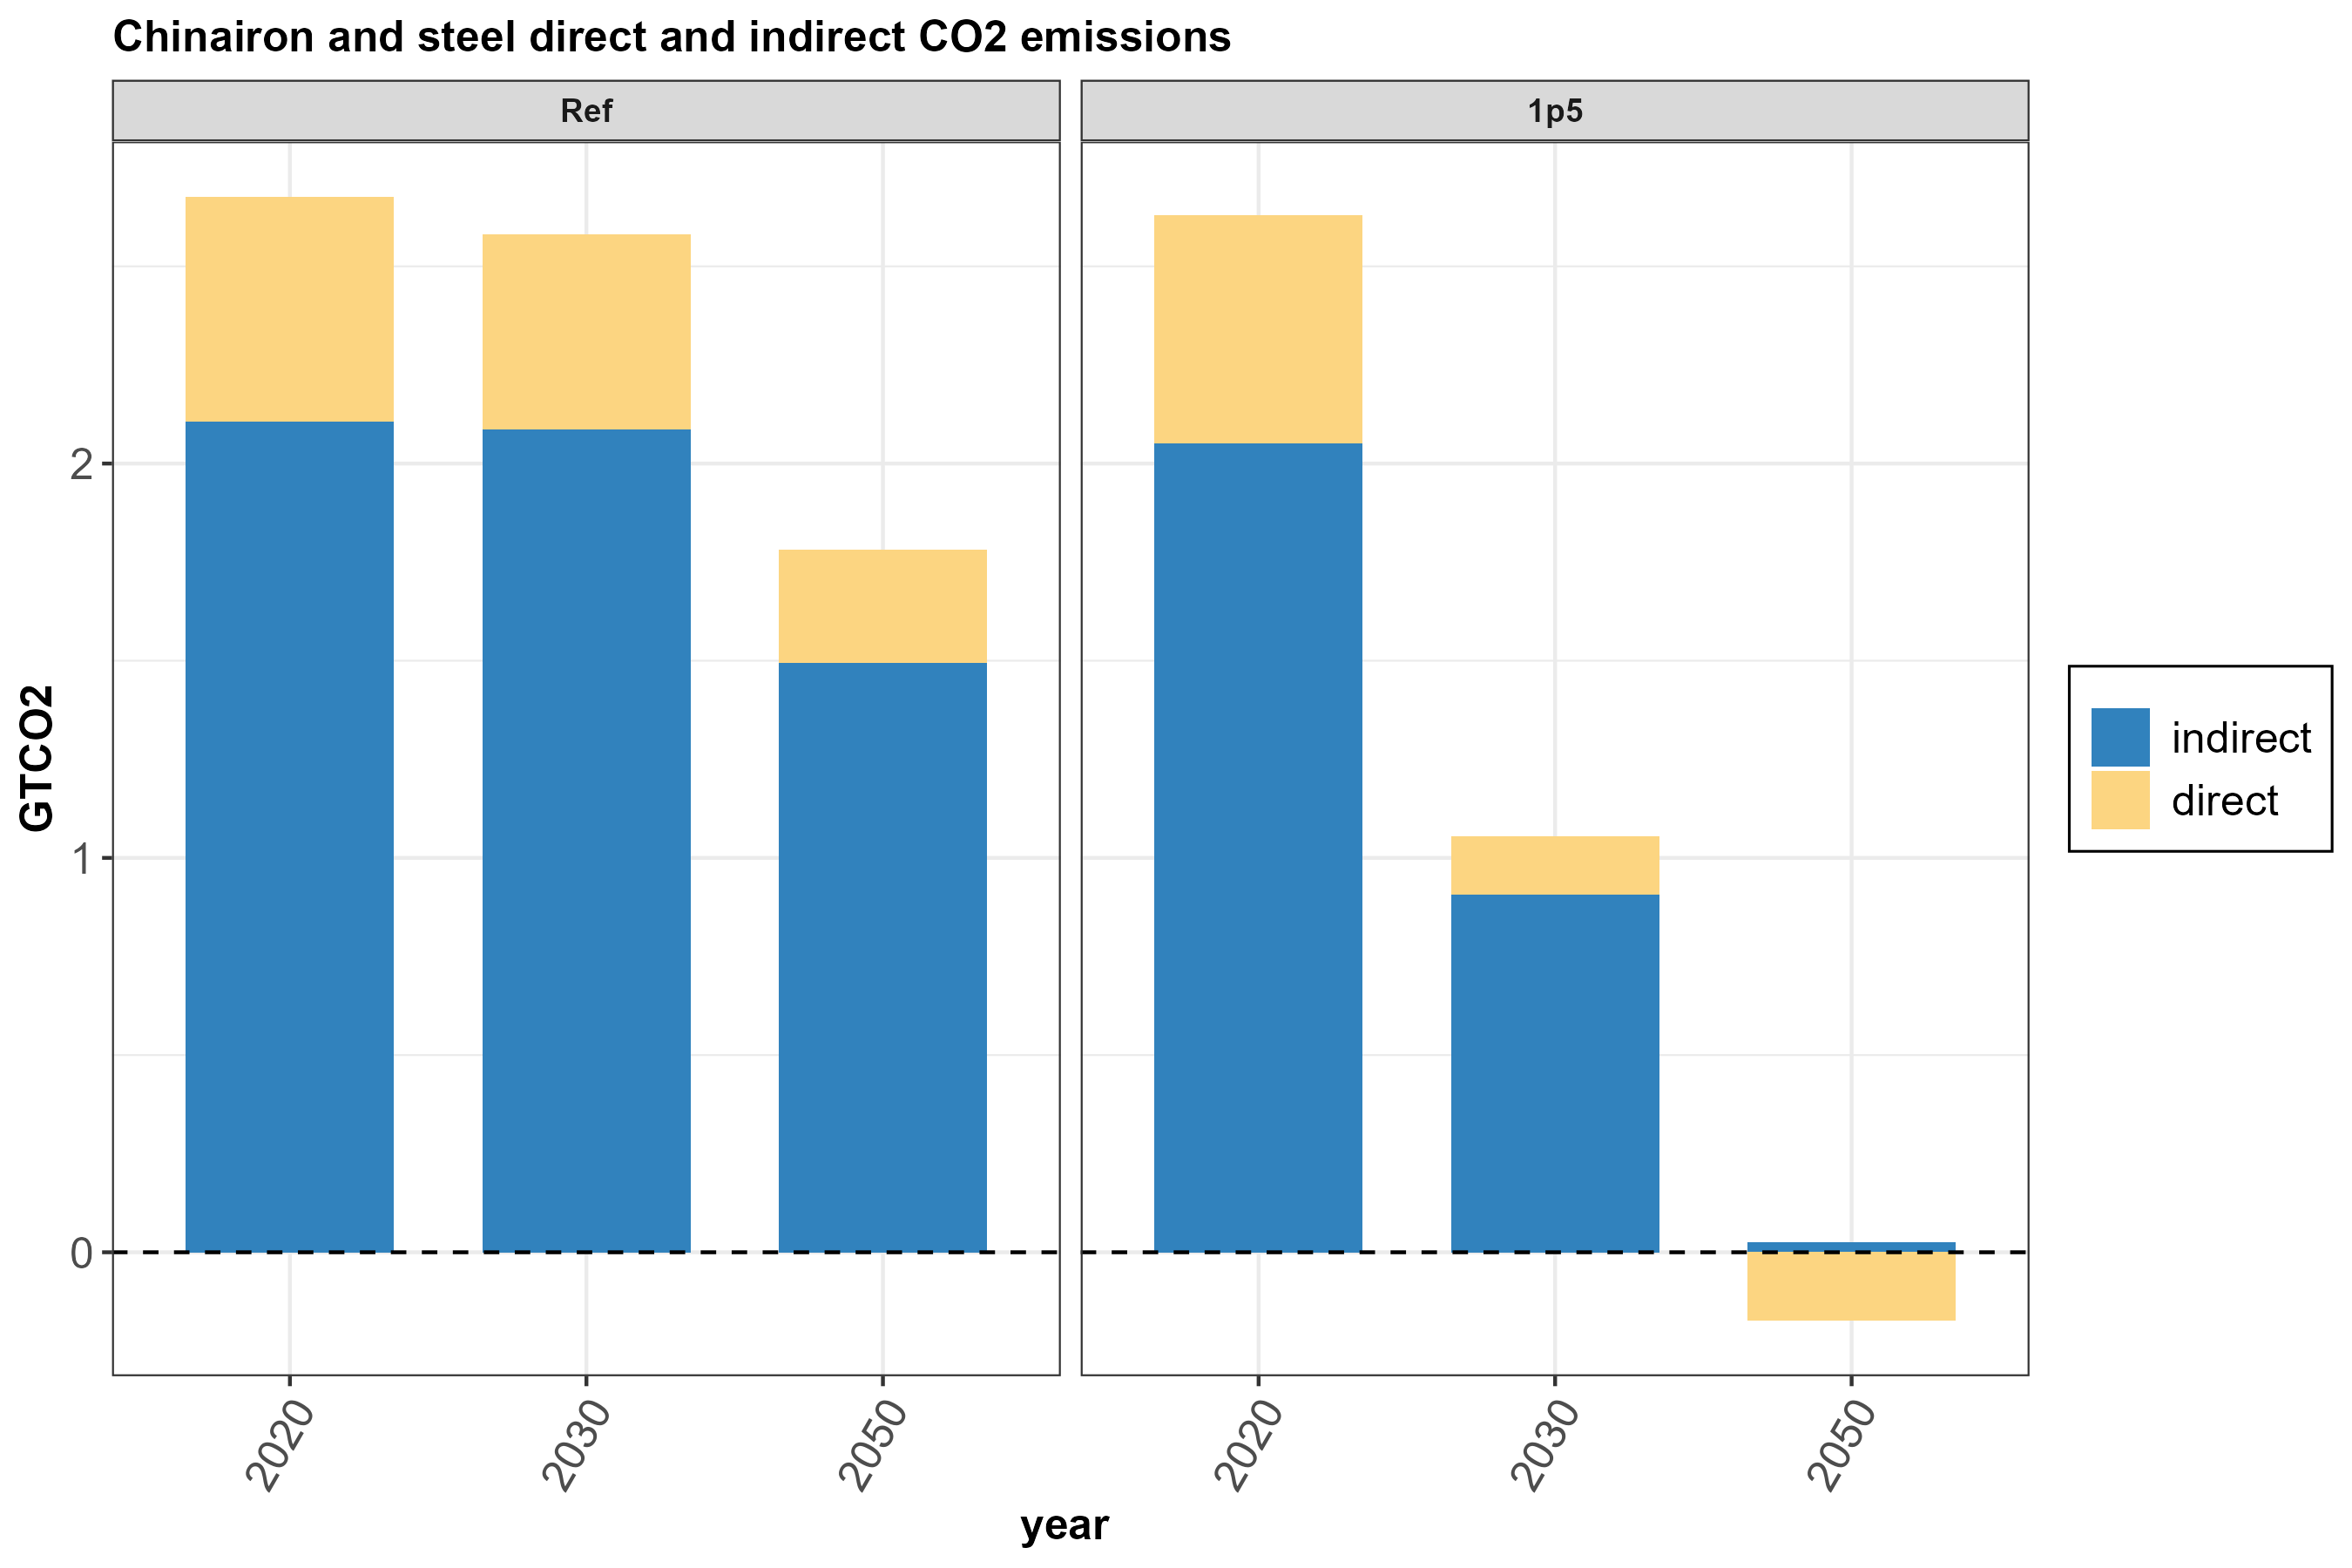 Chinairon and steel direct and indirect CO2 emissions
Ref
1p5
GTCO2
2
1
0
2020
2030
2050
2020
2030
2050
year
indirect
direct